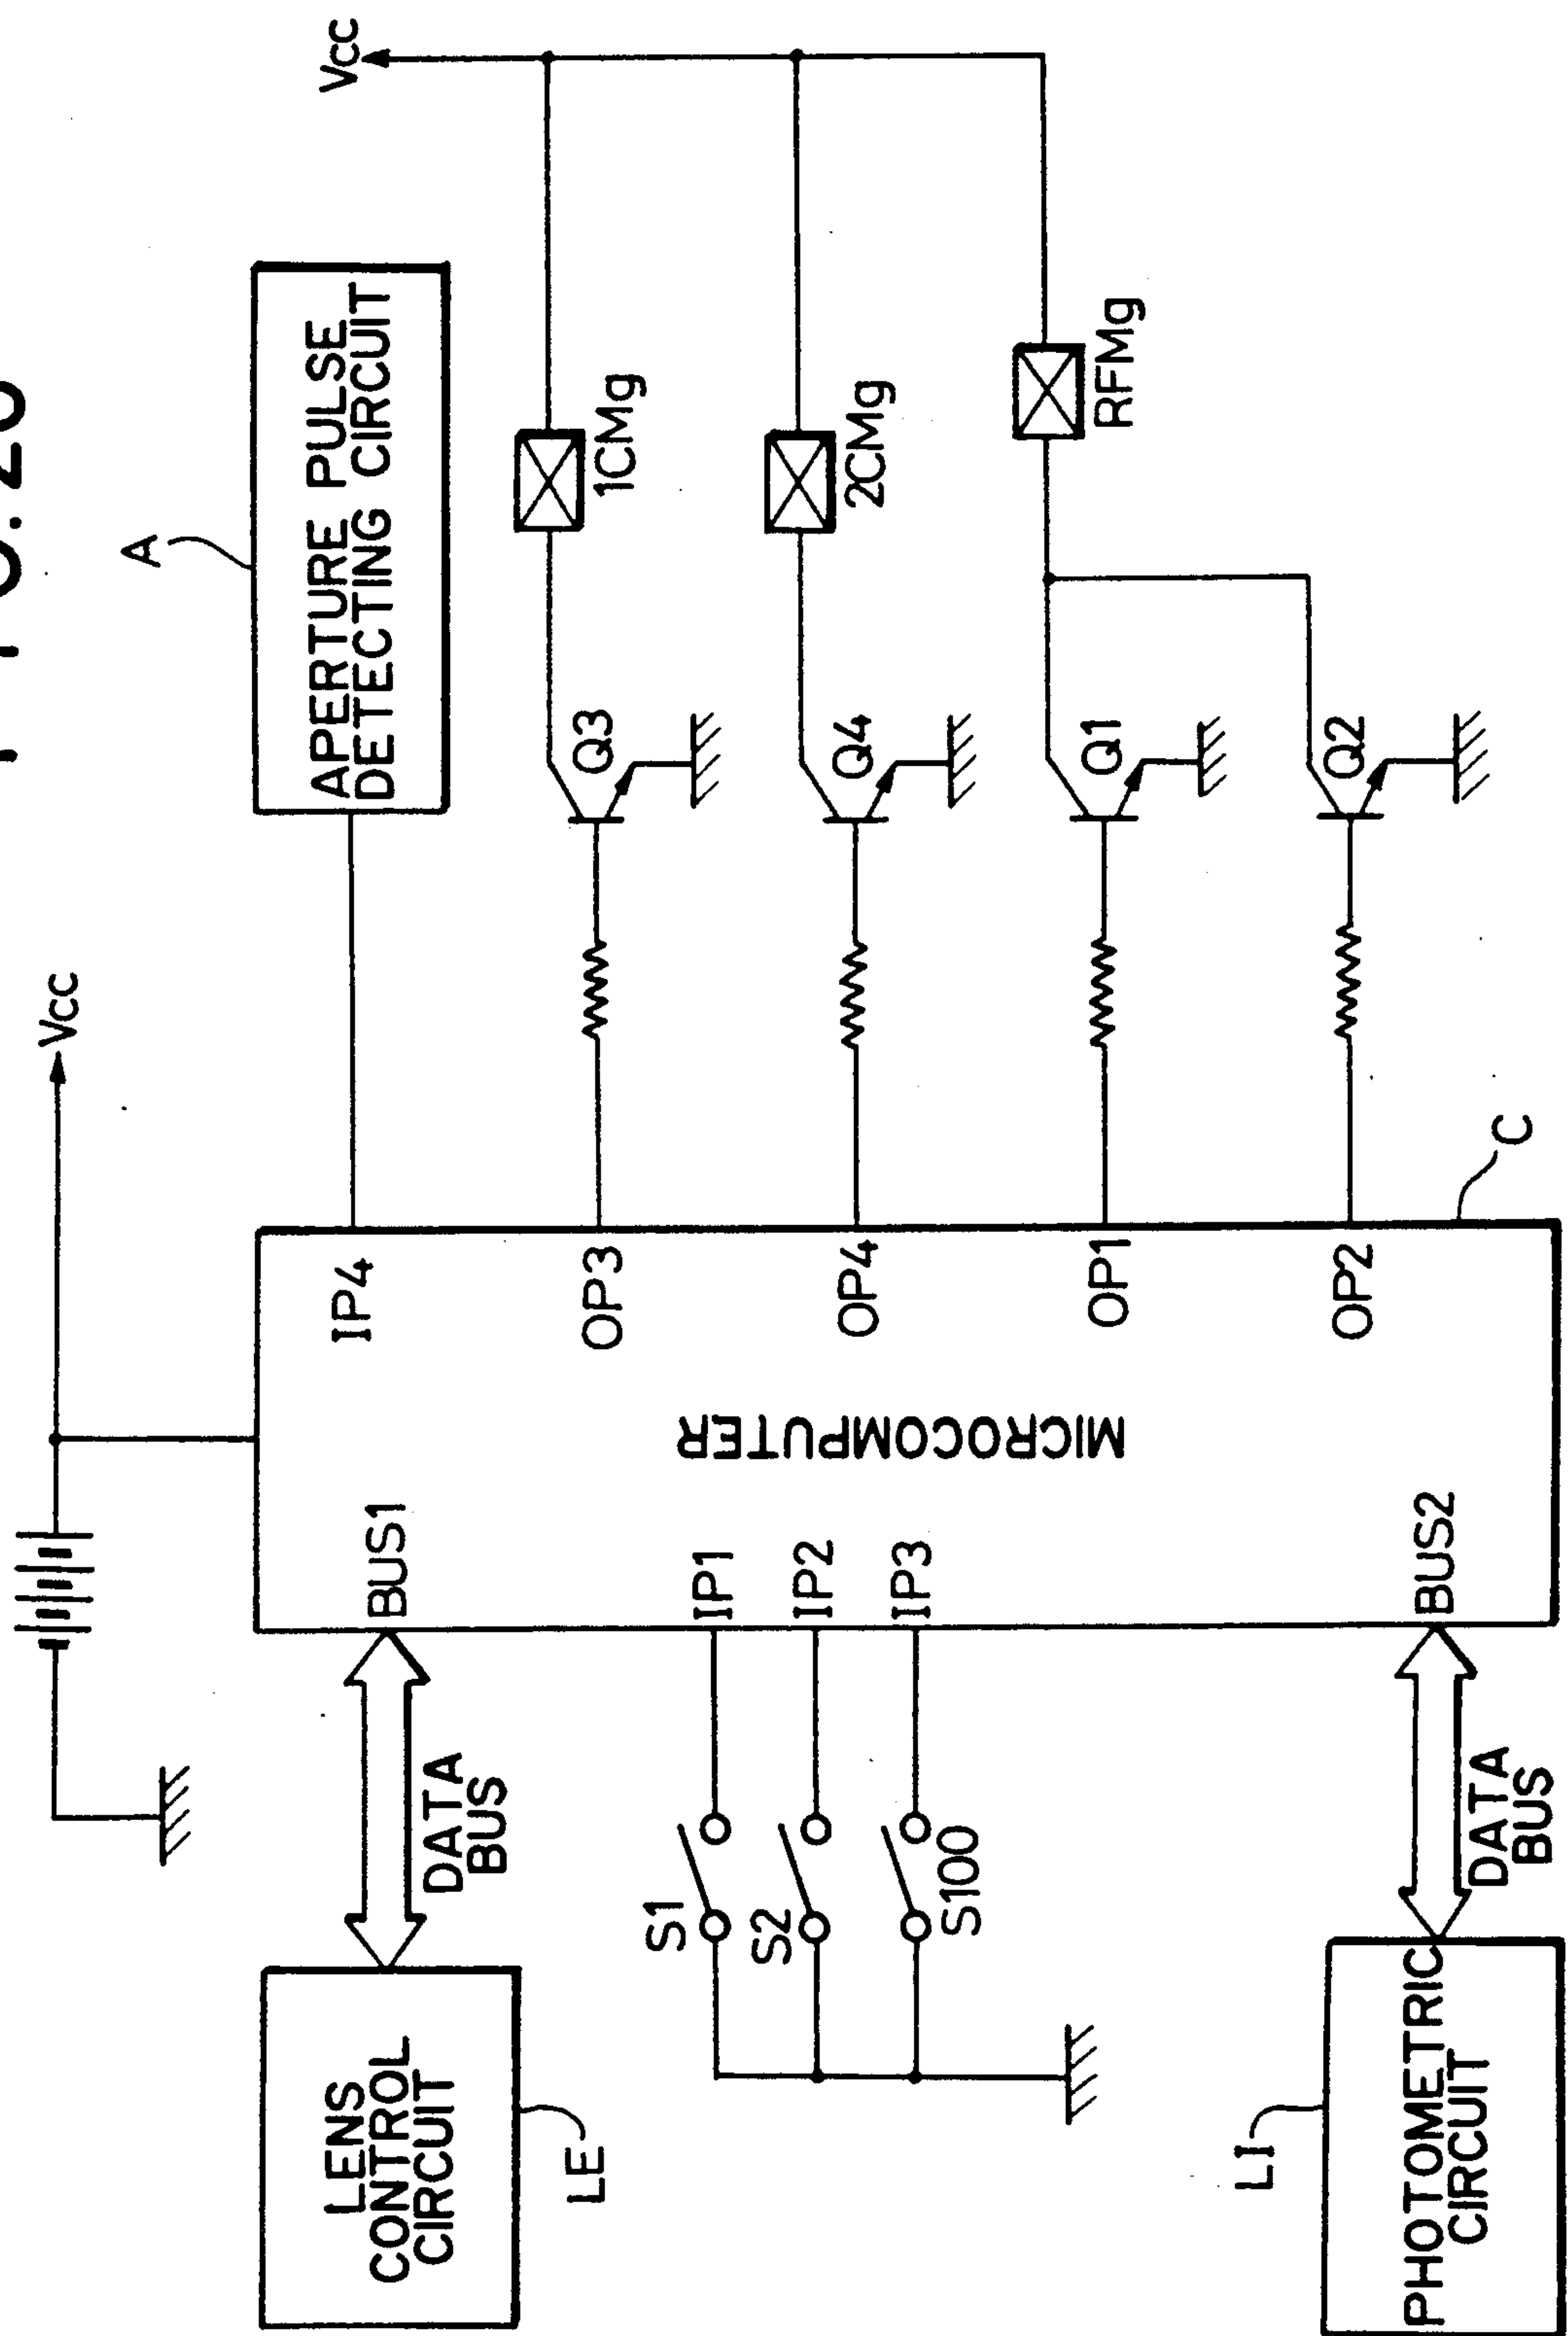 Vcc
Vcc
A
APERTURE PULSE
DETECTING CIRCUIT
BUS1
IP4
LENS
CONTROL
CIRCUIT
LE
DATA
BUS
S1
IP1
S2
IP2
S100
IP3
MICROCOMPUTER
OP3
Q3
1CMg
OP4
Q4
2CMg
OP1
Q1
RFMg
OP2
Q2
BUS2
C
LI
PHOTOMETRIC
CIRCUIT
DATA
BUS